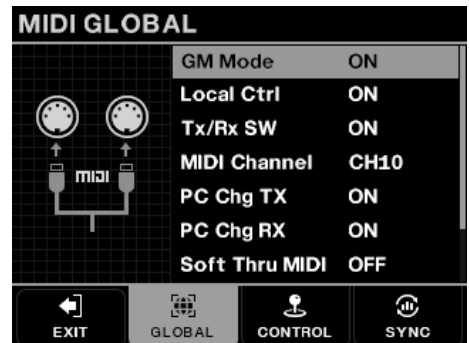 MIDI GLOBAL
GM Mode ON
Local Ctrl ON
Tx/Rx SW ON
MIDI Channel CH10
PC Chg TX ON
PC Chg RX ON
Soft Thru MIDI OFF
MIDI
EXIT GLOBAL CONTROL SYNC